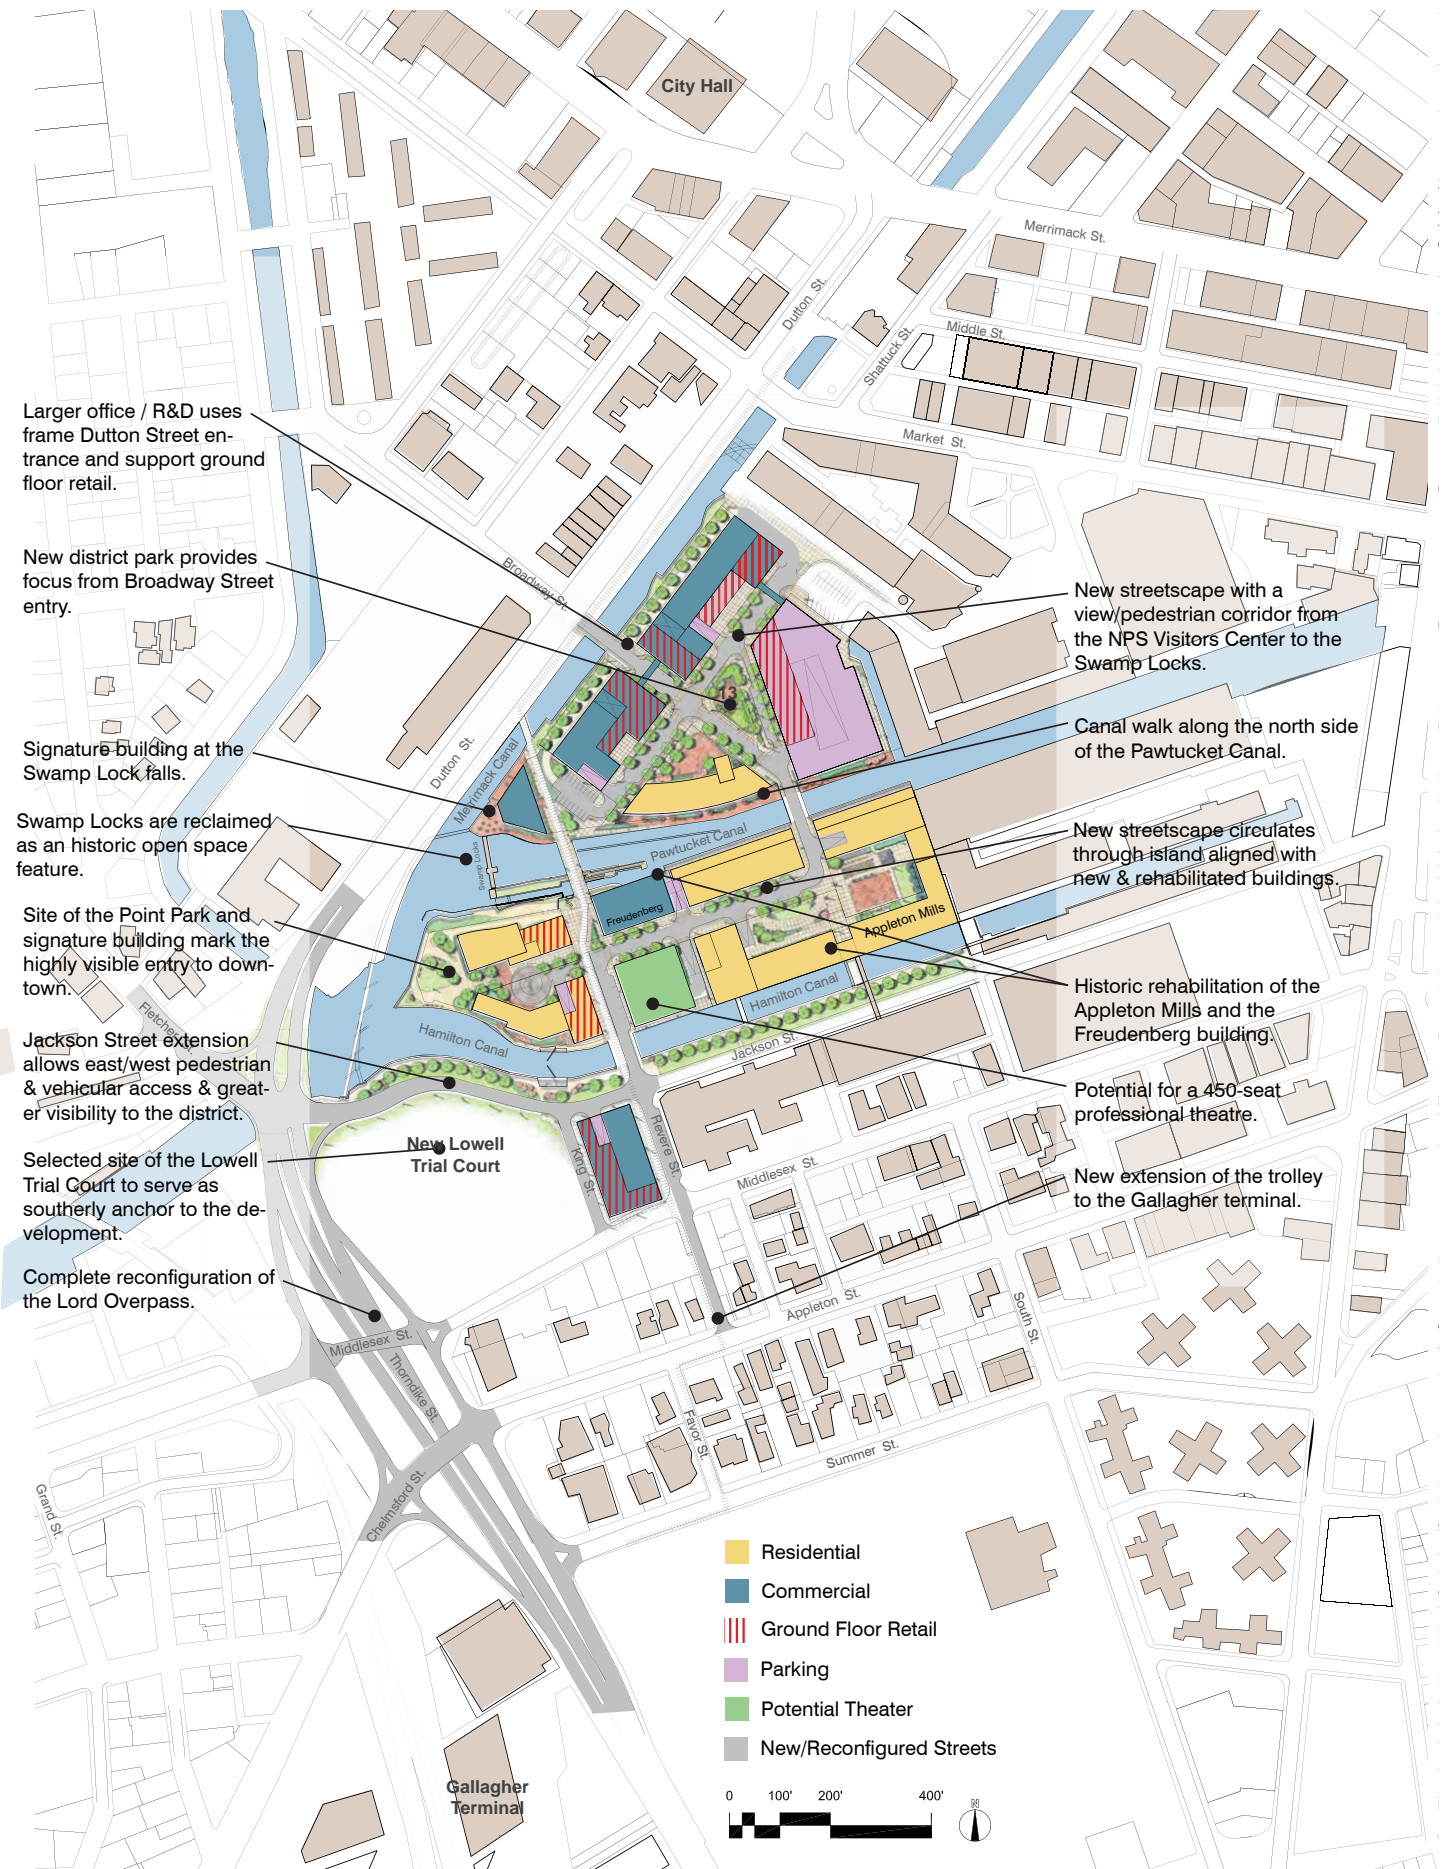 City Hall
Merrimack St.
Dutton St.
Shattuck St.
Middle St.
Market St.
Larger office / R&D uses
frame Dutton Street en-
trance and support ground
floor retail.
New district park provides
focus from Broadway Street
entry.
Broadway St.
New streetscape with a
view/pedestrian corridor from
the NPS Visitors Center to the
Swamp Locks.
13
Signature building at the
Swamp Lock falls.
Dutton St.
Merrimack Canal
Canal walk along the north side
of the Pawtucket Canal.
Swamp Locks are reclaimed
as an historic open space
feature.
Swamp Locks
Pawtucket Canal
New streetscape circulates
through island aligned with
new & rehabilitated buildings.
Site of the Point Park and
signature building mark the
highly visible entry to down-
town.
Freudenberg
Appleton Mills
Hamilton Canal
Historic rehabilitation of the
Appleton Mills and the
Freudenberg building.
Fletcher St.
Jackson Street extension
allows east/west pedestrian
& vehicular access & great-
er visibility to the district.
Hamilton Canal
Jackson St.
Potential for a 450-seat
professional theatre.
New Lowell
Trial Court
Selected site of the Lowell
Trial Court to serve as
southerly anchor to the de-
velopment.
King St.
Revere St.
Middlesex St.
New extension of the trolley
to the Gallagher terminal.
Complete reconfiguration of
the Lord Overpass.
Appleton St.
South St.
Middlesex St.
Thorndike St.
Favor St.
Summer St.
Grand St.
Chelmsford St.
Residential
Commercial
Ground Floor Retail
Parking
Potential Theater
New/Reconfigured Streets
Gallagher
Terminal
0 100' 200' 400'
N